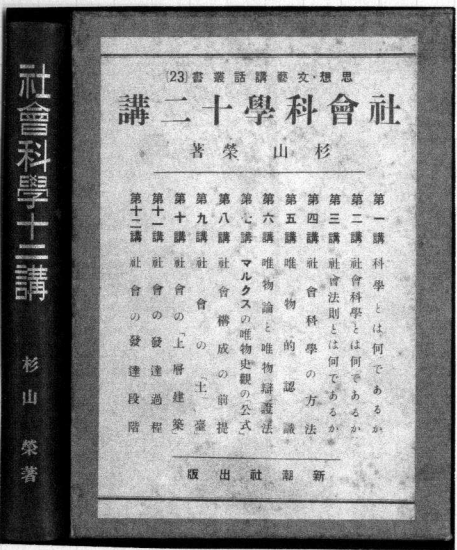 社會科學十二講
杉山榮著
思想·文藝講話叢書(23)
社會科學十二講
杉山榮著
第一講 科學とは何であるか
第二講 社會科學とは何であるか
第三講 社會法則とは何であるか
第四講 社會科學の方法
第五講 唯物的認識
第六講 唯物論と唯物辯證法
第七講 マルクスの唯物史觀の「公式」
第八講 社會構成の前提
第九講 社會の「土臺」
第十講 社會の「上層建築」
第十一講 社會の發達過程
第十二講 社會の發達段階
新潮社出版